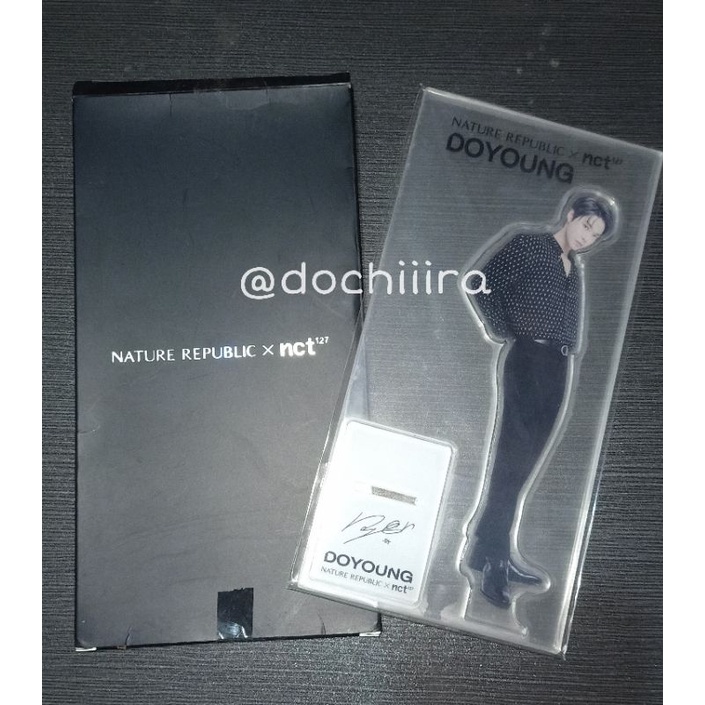 NATURE REPUBLIC × nct127
NATURE REPUBLIC × nct127
DOYOUNG
@dochiiira
DOYOUNG
NATURE REPUBLIC × nct127